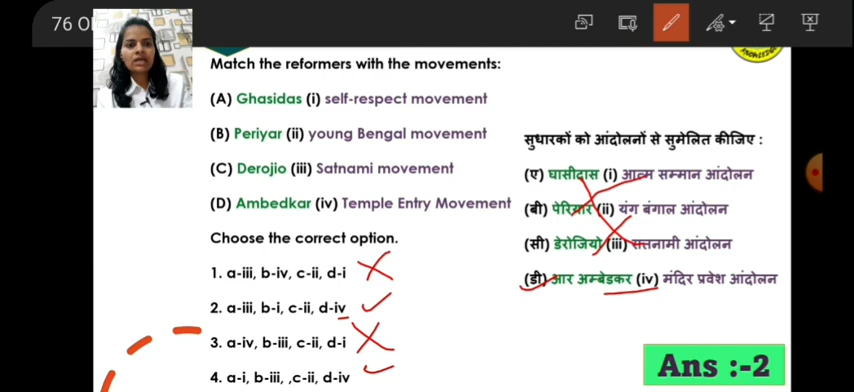 76 O
Match the reformers with the movements:
(A) Ghasidas (i) self-respect movement
(B) Periyar (ii) young Bengal movement
(C) Derojio (iii) Satnami movement
(D) Ambedkar (iv) Temple Entry Movement
Choose the correct option.
1. a-iii, b-iv, c-ii, d-i
2. a-iii, b-i, c-ii, d-iv
3. a-iv, b-iii, c-ii, d-i
4. a-i, b-iii, ,c-ii, d-iv
KNOWLEDGE
सुधारकों को आंदोलनों से सुमेलित कीजिए :
(ए) घासीदास (i) आत्म सम्मान आंदोलन
(बी) पेरियार (ii) यंग बंगाल आंदोलन
(सी) डेरोजियो (iii) सतनामी आंदोलन
(डी) आर अम्बेडकर (iv) मंदिर प्रवेश आंदोलन
Ans :-2